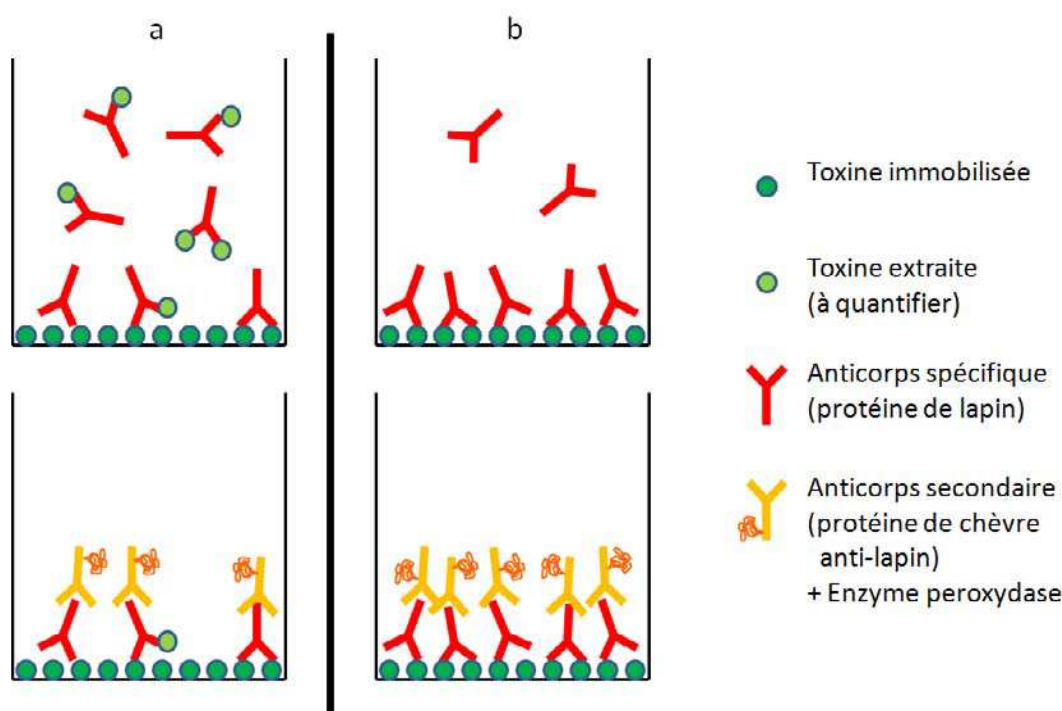 a
b
Toxine immobilisée
Toxine extraite
(à quantifier)
Anticorps spécifique
(protéine de lapin)
Anticorps secondaire
(protéine de chèvre
anti-lapin)
+ Enzyme peroxydase